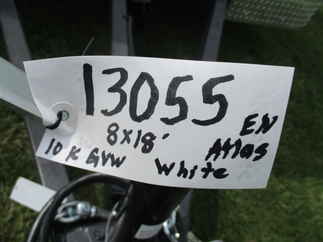 13055
8x18'
EN
10 K GVW
Atlas
White